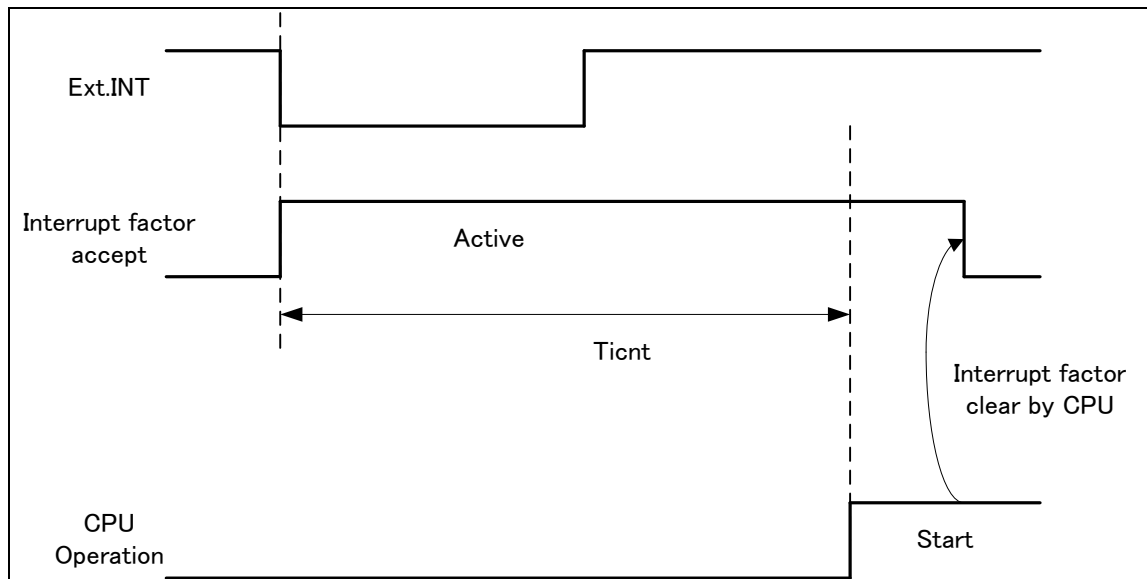 Ext.INT
Interrupt factor
accept
Active
Ticnt
Interrupt factor
clear by CPU
CPU
Operation
Start